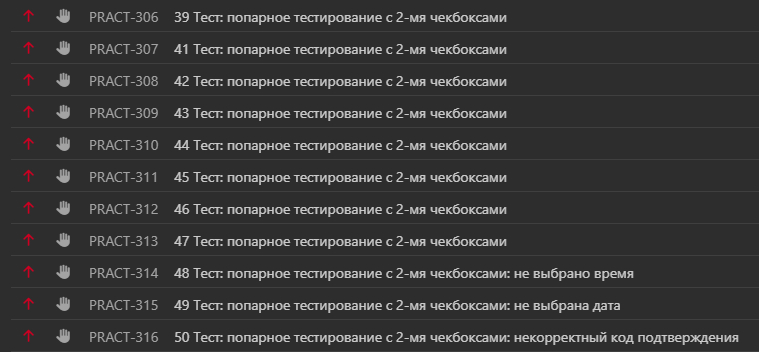 PRACT-306 39 Тест: попарное тестирование с 2-мя чекбоксами
PRACT-307 41 Тест: попарное тестирование с 2-мя чекбоксами
PRACT-308 42 Тест: попарное тестирование с 2-мя чекбоксами
PRACT-309 43 Тест: попарное тестирование с 2-мя чекбоксами
PRACT-310 44 Тест: попарное тестирование с 2-мя чекбоксами
PRACT-311 45 Тест: попарное тестирование с 2-мя чекбоксами
PRACT-312 46 Тест: попарное тестирование с 2-мя чекбоксами
PRACT-313 47 Тест: попарное тестирование с 2-мя чекбоксами
PRACT-314 48 Тест: попарное тестирование с 2-мя чекбоксами: не выбрано время
PRACT-315 49 Тест: попарное тестирование с 2-мя чекбоксами: не выбрана дата
PRACT-316 50 Тест: попарное тестирование с 2-мя чекбоксами: некорректный код подтверждения